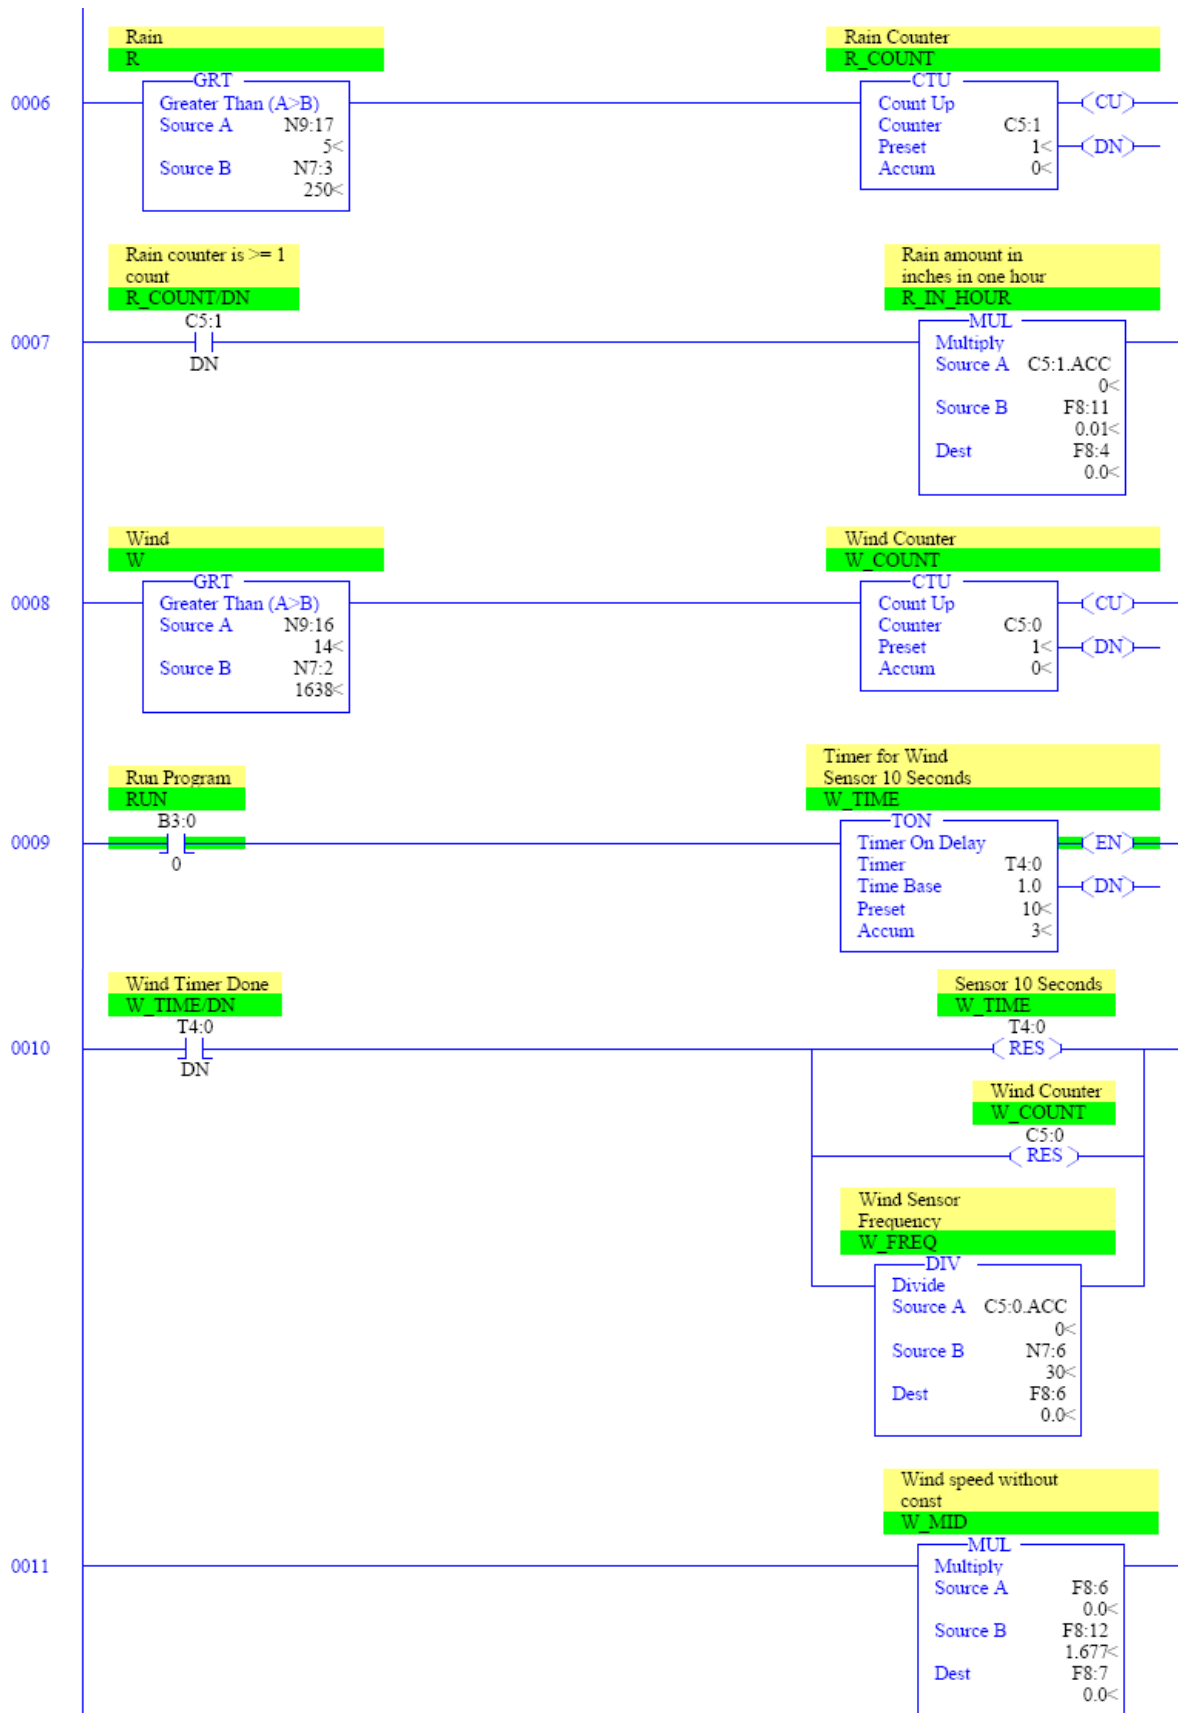 Rain
R
Rain Counter
R_COUNT
0006
GRT
Greater Than (A>B)
Source A N9:17
5<
Source B N7:3
250<
CTU
Count Up
Counter C5:1
Preset 1<
Accum 0<
CU
DN
Rain counter is >= 1
count
R_COUNT/DN
C5:1
DN
Rain amount in
inches in one hour
R_IN_HOUR
0007
MUL
Multiply
Source A C5:1.ACC
0<
Source B F8:11
0.01<
Dest F8:4
0.0<
Wind
W
Wind Counter
W_COUNT
0008
GRT
Greater Than (A>B)
Source A N9:16
14<
Source B N7:2
1638<
CTU
Count Up
Counter C5:0
Preset 1<
Accum 0<
CU
DN
Run Program
RUN
B3:0
0
Timer for Wind
Sensor 10 Seconds
W_TIME
0009
TON
Timer On Delay
Timer T4:0
Time Base 1.0
Preset 10<
Accum 3<
EN
DN
Wind Timer Done
W_TIME/DN
T4:0
DN
0010
Sensor 10 Seconds
W_TIME
T4:0
RES
Wind Counter
W_COUNT
C5:0
RES
Wind Sensor
Frequency
W_FREQ
DIV
Divide
Source A C5:0.ACC
0<
Source B N7:6
30<
Dest F8:6
0.0<
Wind speed without
const
W_MID
0011
MUL
Multiply
Source A F8:6
0.0<
Source B F8:12
1.677<
Dest F8:7
0.0<